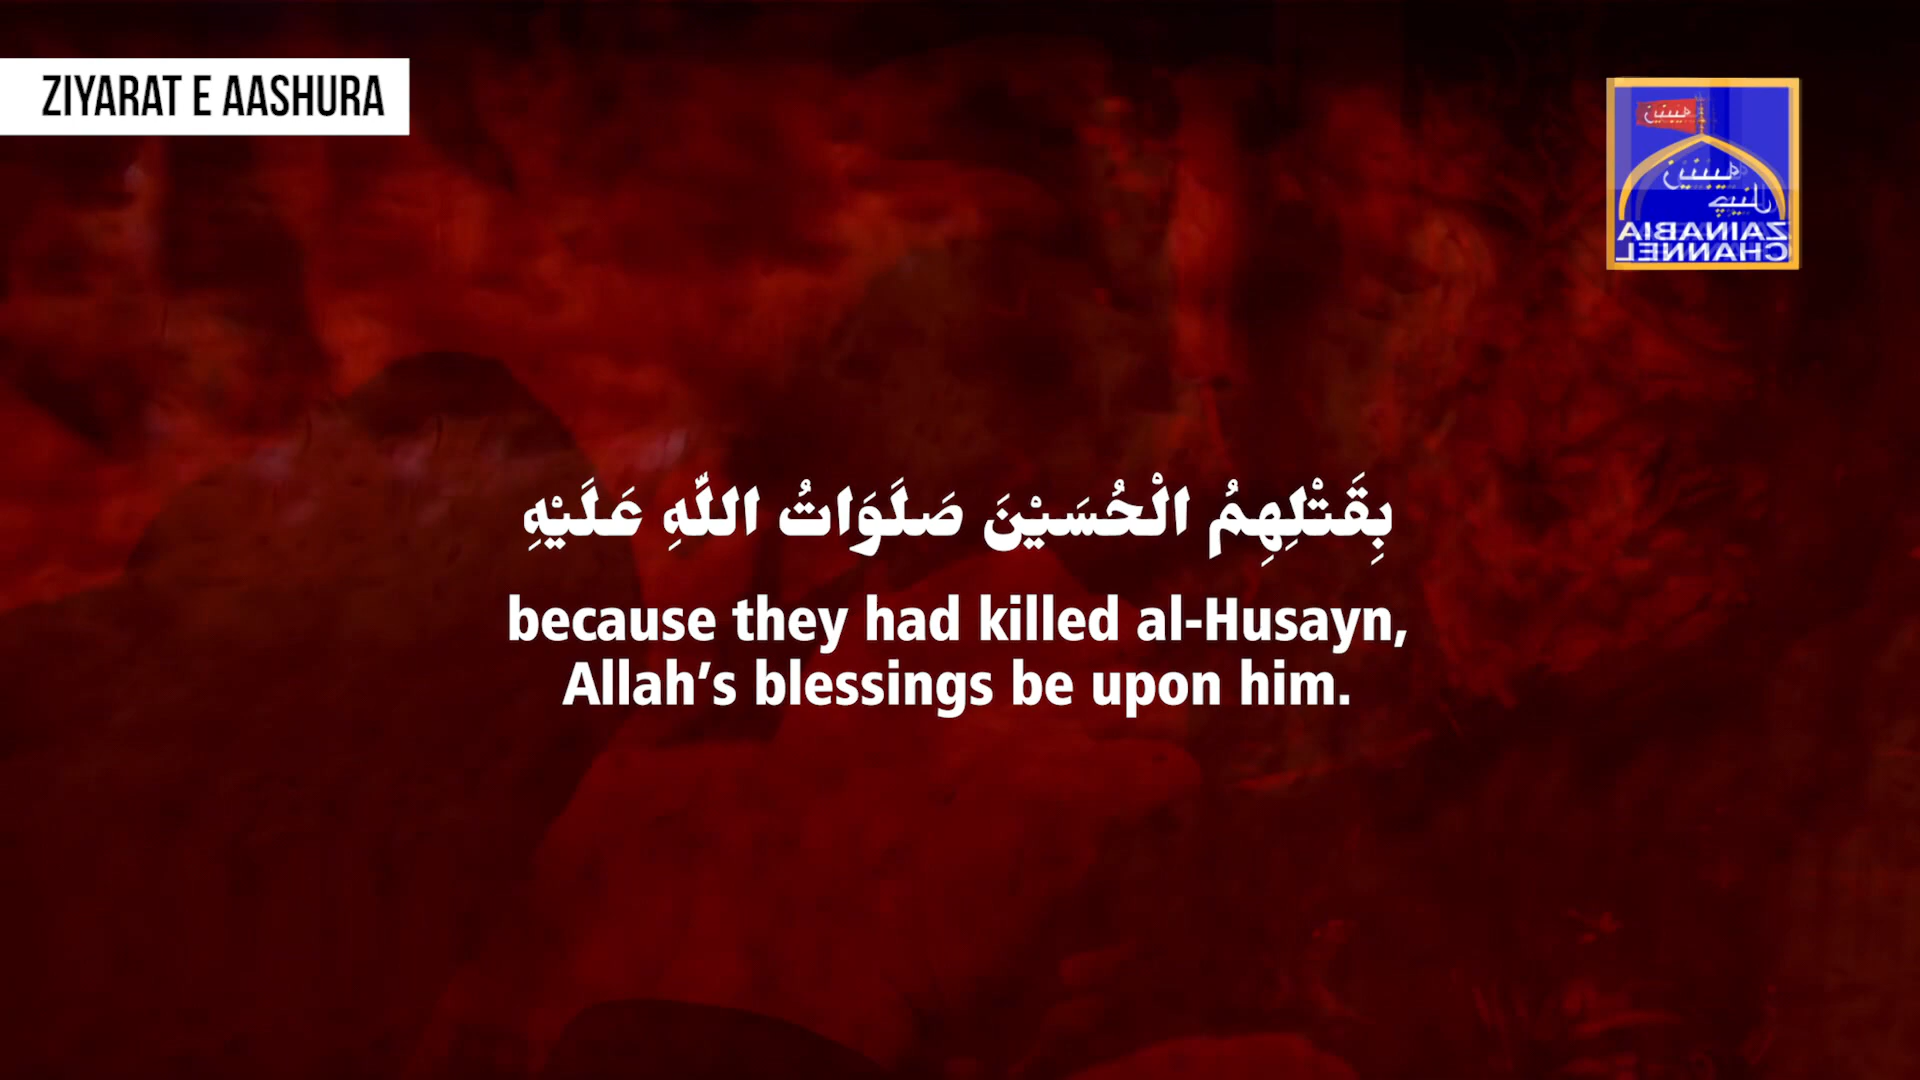 ZIYARAT E AASHURA
ZAINABIA
CHANNEL
بِقَتْلِهِمُ الْحُسَيْنَ صَلَوَاتُ اللّٰهِ عَلَيْهِ
because they had killed al-Husayn,
Allah’s blessings be upon him.